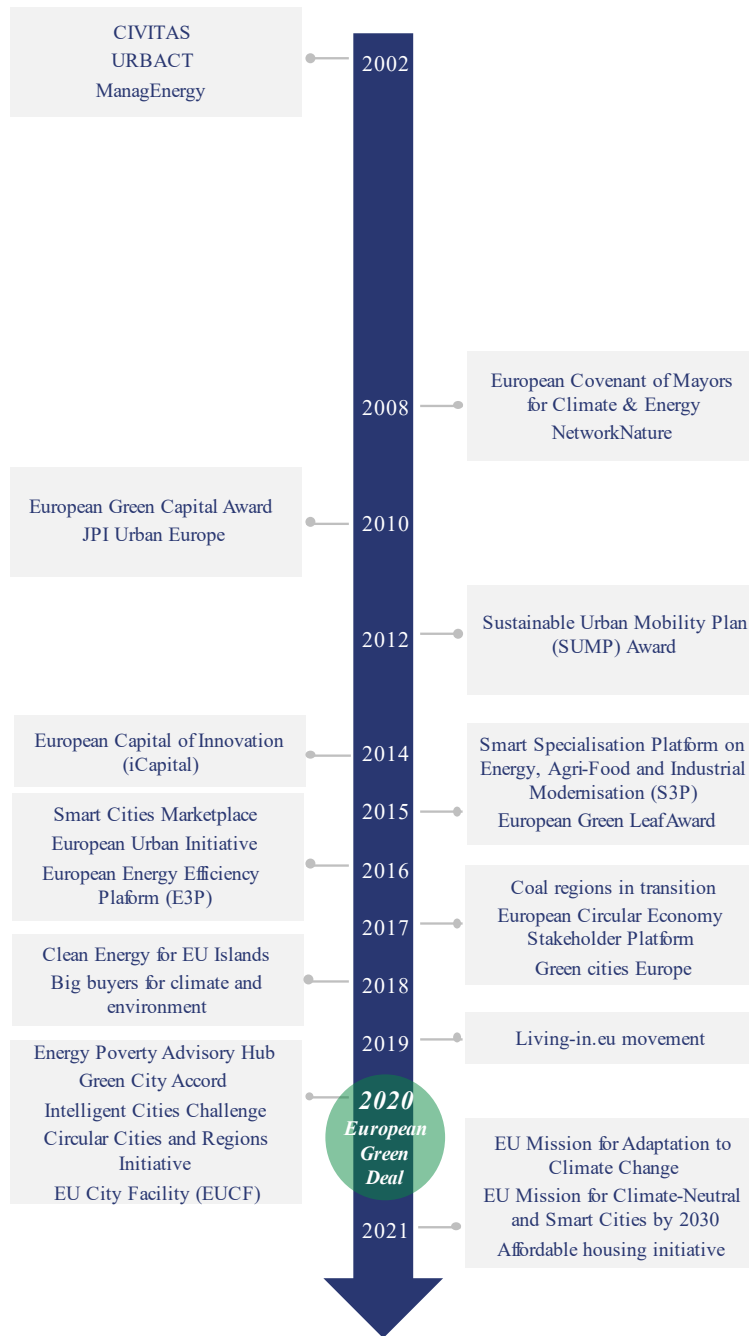 CIVITAS
URBACT
ManagEnergy
2002
2008
European Covenant of Mayors
for Climate & Energy
NetworkNature
European Green Capital Award
JPI Urban Europe
2010
2012
Sustainable Urban Mobility Plan
(SUMP) Award
European Capital of Innovation
(iCapital)
2014
Smart Specialisation Platform on
Energy, Agri-Food and Industrial
Modernisation (S3P)
European Green Leaf Award
2015
Smart Cities Marketplace
European Urban Initiative
European Energy Efficiency
Plaform (E3P)
2016
2017
Coal regions in transition
European Circular Economy
Stakeholder Platform
Green cities Europe
Clean Energy for EU Islands
Big buyers for climate and
environment
2018
2019
Living-in.eu movement
Energy Poverty Advisory Hub
Green City Accord
Intelligent Cities Challenge
Circular Cities and Regions
Initiative
EU City Facility (EUCF)
2020
European
Green
Deal
2021
EU Mission for Adaptation to
Climate Change
EU Mission for Climate-Neutral
and Smart Cities by 2030
Affordable housing initiative